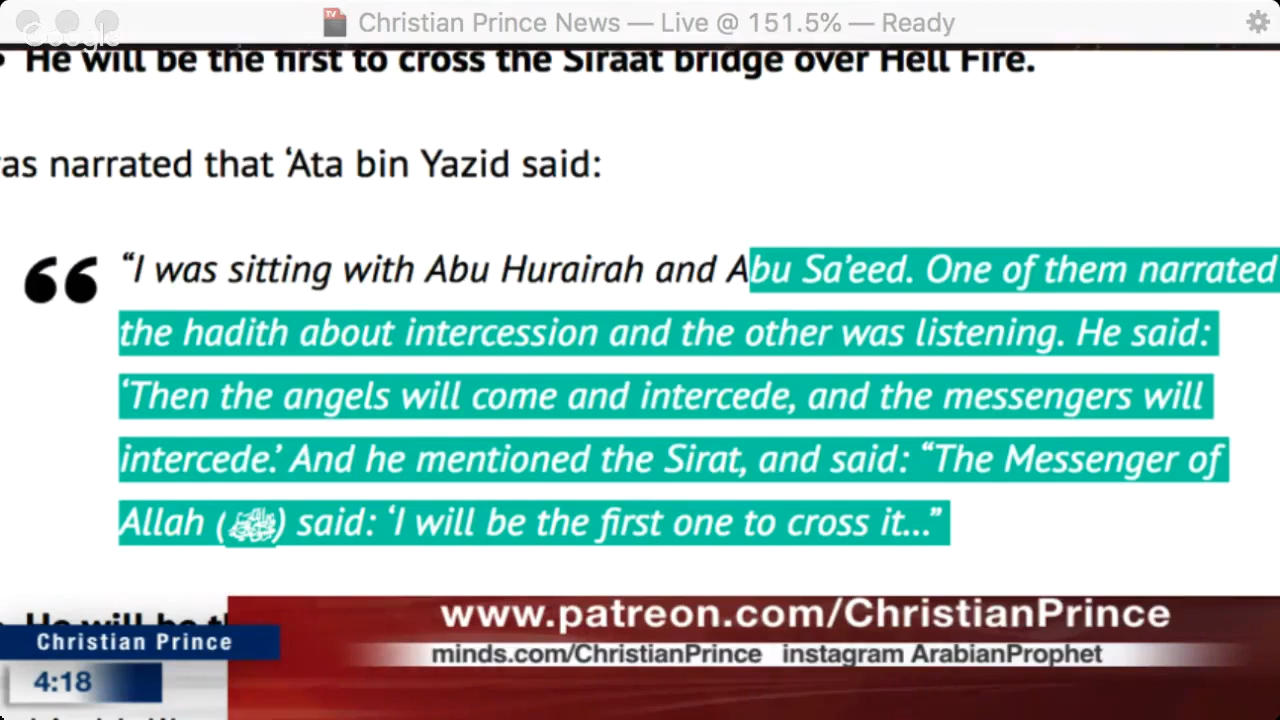 TV
Christian Prince News — Live @ 151.5% — Ready
Google
• He will be the first to cross the Siraat bridge over Hell Fire.
as narrated that ‘Ata bin Yazid said:
“I was sitting with Abu Hurairah and Abu Sa’eed. One of them narrated
the hadith about intercession and the other was listening. He said:
‘Then the angels will come and intercede, and the messengers will
intercede.’ And he mentioned the Sirat, and said: “The Messenger of
Allah (ﷺ) said: ‘I will be the first one to cross it...”
He will be t
www.patreon.com/ChristianPrince
Christian Prince
minds.com/ChristianPrince instagram ArabianProphet
4:18